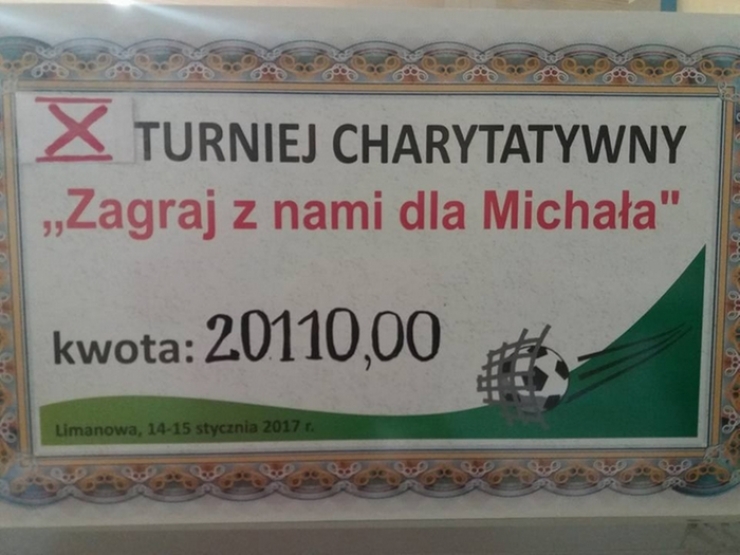 X TURNIEJ CHARYTATYWNY
„Zagraj z nami dla Michała"
kwota: 20110,00
Limanowa, 14-15 stycznia 2017 r.